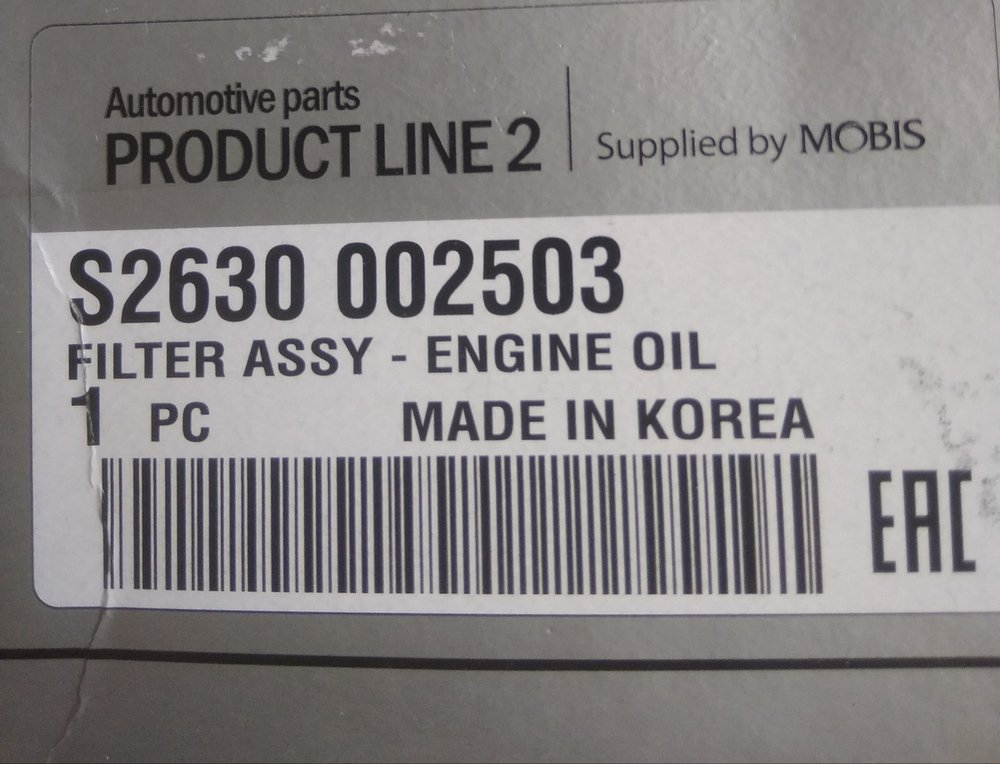 Automotive parts
PRODUCT LINE 2
Supplied by MOBIS
S2630 002503
FILTER ASSY - ENGINE OIL
1 PC MADE IN KOREA
EAC